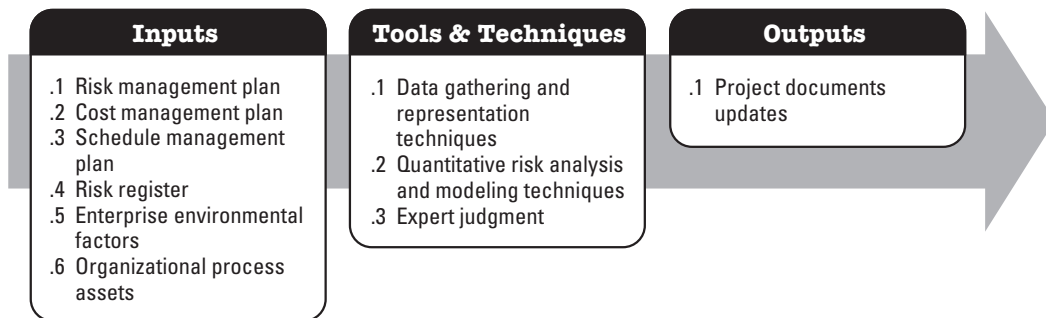 Inputs
.1 Risk management plan
.2 Cost management plan
.3 Schedule management
plan
.4 Risk register
.5 Enterprise environmental
factors
.6 Organizational process
assets
Tools & Techniques
.1 Data gathering and
representation
techniques
.2 Quantitative risk analysis
and modeling techniques
.3 Expert judgment
Outputs
.1 Project documents
updates